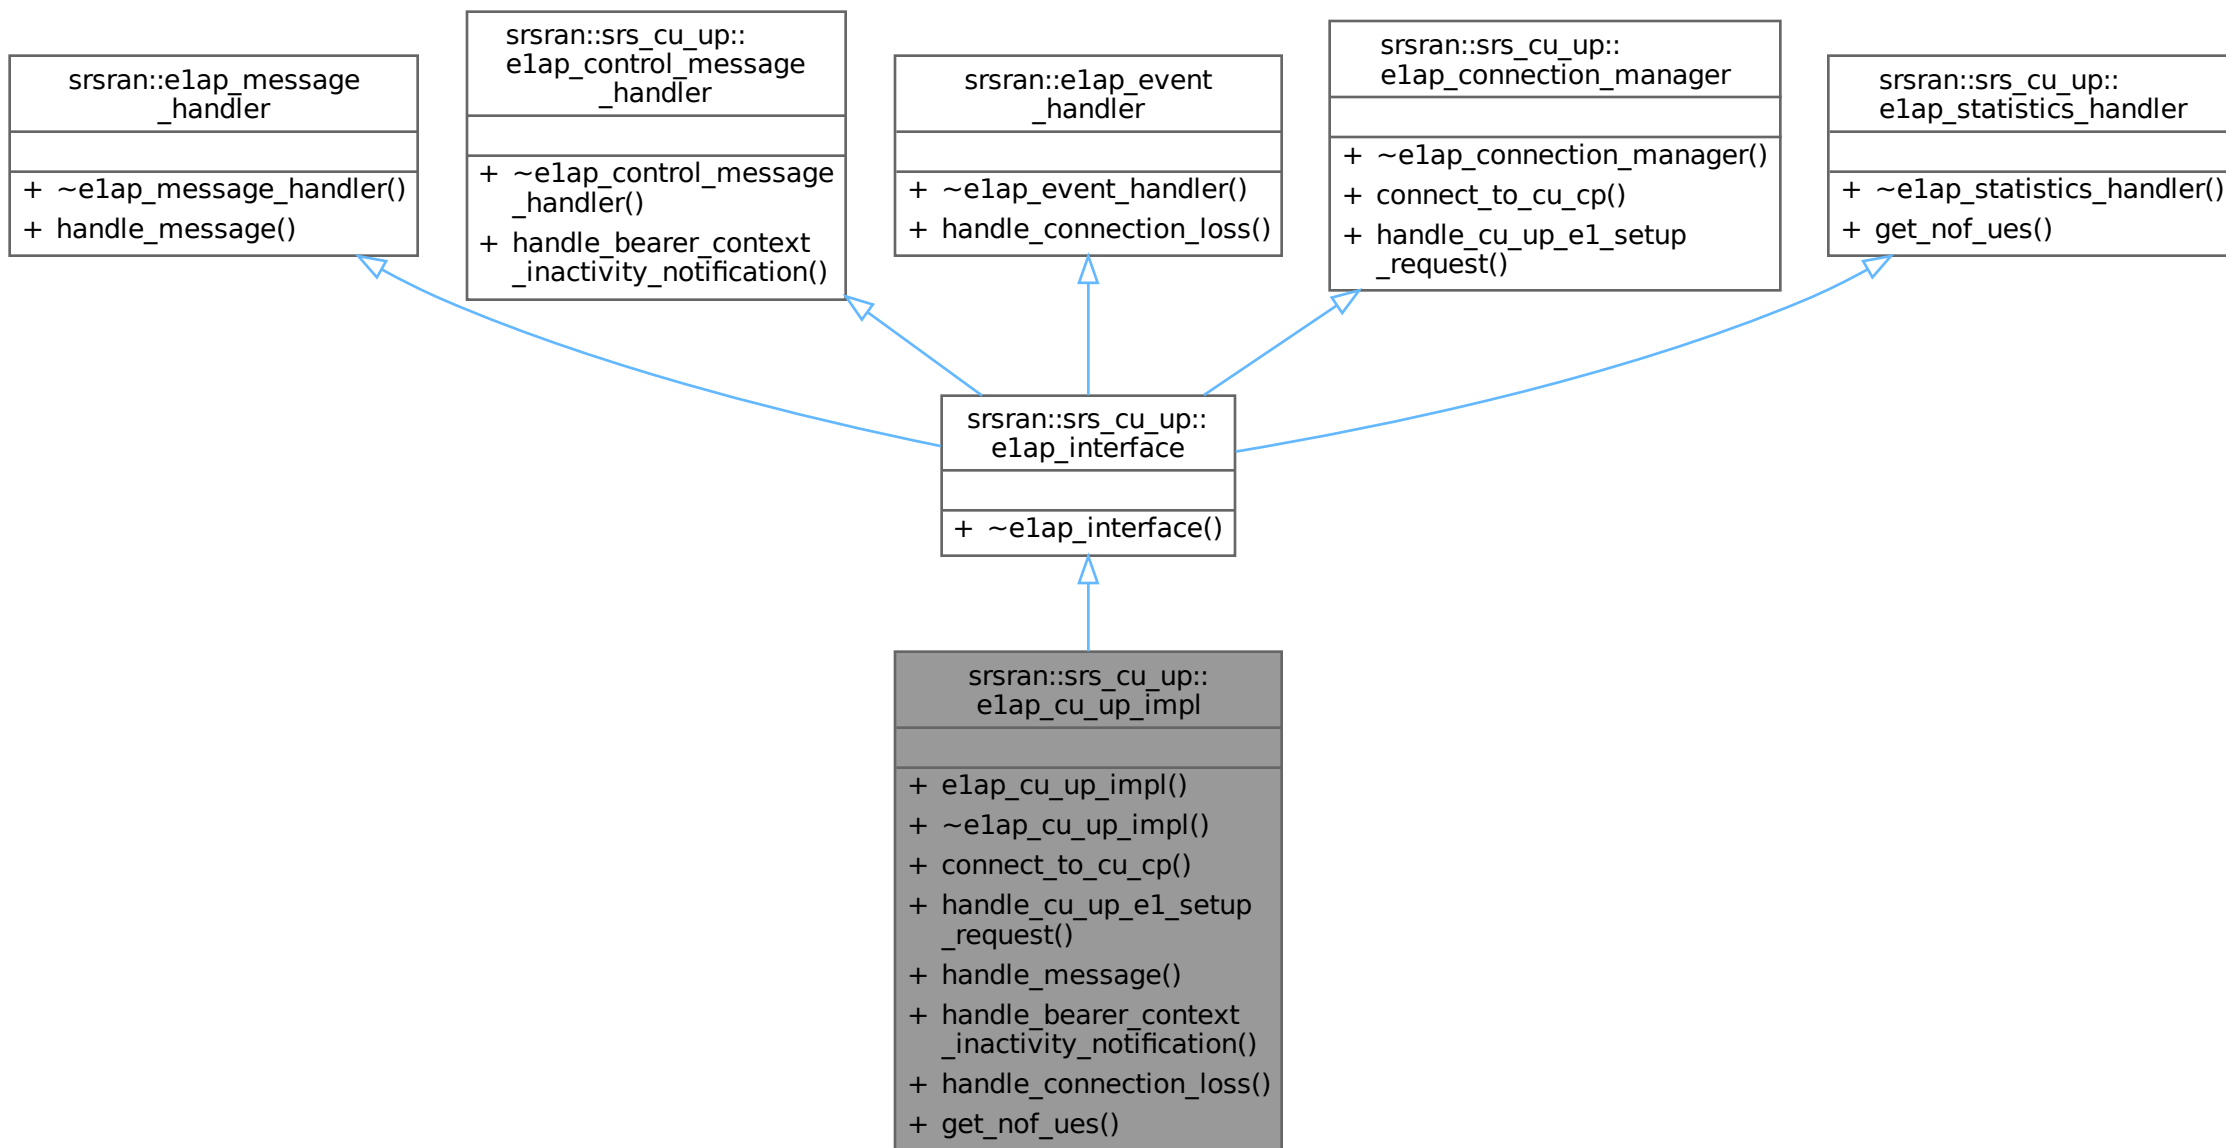 srsran::e1ap_message
_handler
+ ~e1ap_message_handler()
+ handle_message()
srsran::srs_cu_up::
e1ap_control_message
_handler
+ ~e1ap_control_message
_handler()
+ handle_bearer_context
_inactivity_notification()
srsran::e1ap_event
_handler
+ ~e1ap_event_handler()
+ handle_connection_loss()
srsran::srs_cu_up::
e1ap_connection_manager
+ ~e1ap_connection_manager()
+ connect_to_cu_cp()
+ handle_cu_up_e1_setup
_request()
srsran::srs_cu_up::
e1ap_statistics_handler
+ ~e1ap_statistics_handler()
+ get_nof_ues()
srsran::srs_cu_up::
e1ap_interface
+ ~e1ap_interface()
srsran::srs_cu_up::
e1ap_cu_up_impl
+ e1ap_cu_up_impl()
+ ~e1ap_cu_up_impl()
+ connect_to_cu_cp()
+ handle_cu_up_e1_setup
_request()
+ handle_message()
+ handle_bearer_context
_inactivity_notification()
+ handle_connection_loss()
+ get_nof_ues()